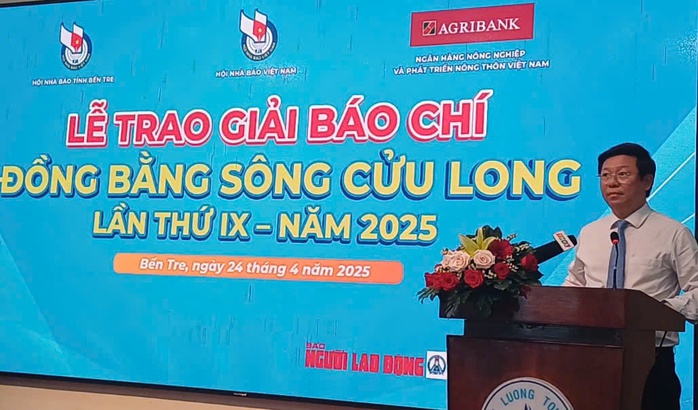 HỘI NHÀ BÁO TỈNH BẾN TRE
HỘI NHÀ BÁO VIỆT NAM
AGRIBANK
NGÂN HÀNG NÔNG NGHIỆP
VÀ PHÁT TRIỂN NÔNG THÔN VIỆT NAM
LỄ TRAO GIẢI BÁO CHÍ
ĐỒNG BẰNG SÔNG CỬU LONG
LẦN THỨ IX – NĂM 2025
Bến Tre, ngày 24 tháng 4 năm 2025
BÁO
NGƯỜI LAO ĐỘNG
LUONG TOU